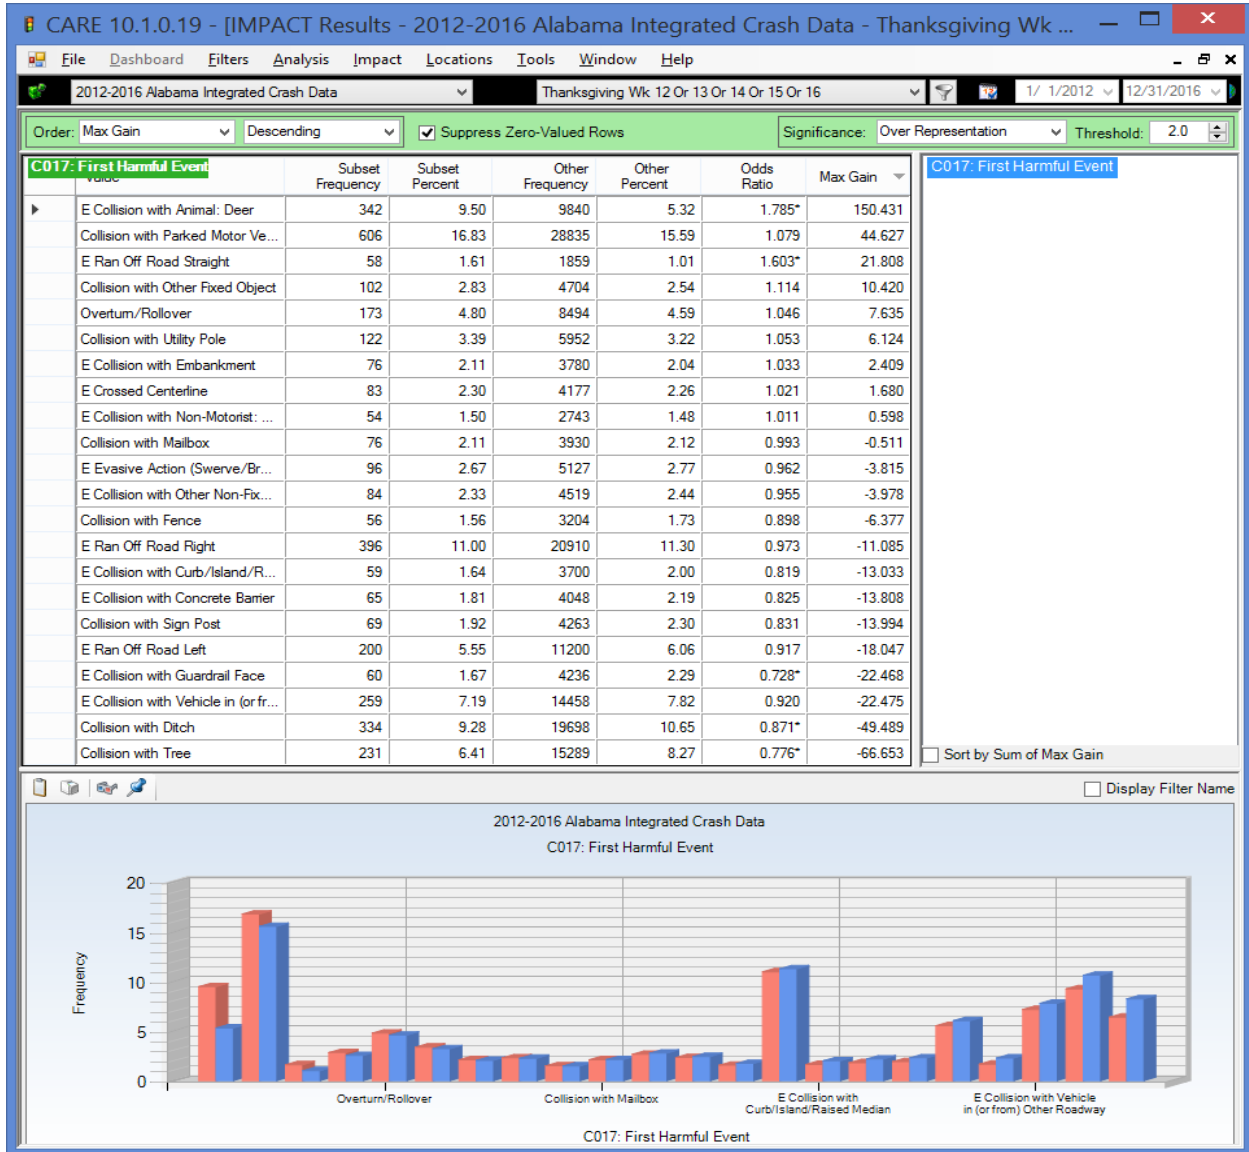 CARE 10.1.0.19 - [IMPACT Results - 2012-2016 Alabama Integrated Crash Data - Thanksgiving Wk ...
File Dashboard Filters Analysis Impact Locations Tools Window Help
2012-2016 Alabama Integrated Crash Data Thanksgiving Wk 12 Or 13 Or 14 Or 15 Or 16 1/ 1/2012 12/31/2016
Order: Max Gain Descending Suppress Zero-Valued Rows Significance: Over Representation Threshold: 2.0
C017: First Harmful Event Subset Frequency Subset Percent Other Frequency Other Percent Odds Ratio Max Gain
C017: First Harmful Event
E Collision with Animal: Deer 342 9.50 9840 5.32 1.785* 150.431
Collision with Parked Motor Ve... 606 16.83 28835 15.59 1.079 44.627
E Ran Off Road Straight 58 1.61 1859 1.01 1.603* 21.808
Collision with Other Fixed Object 102 2.83 4704 2.54 1.114 10.420
Overturn/Rollover 173 4.80 8494 4.59 1.046 7.635
Collision with Utility Pole 122 3.39 5952 3.22 1.053 6.124
E Collision with Embankment 76 2.11 3780 2.04 1.033 2.409
E Crossed Centerline 83 2.30 4177 2.26 1.021 1.680
E Collision with Non-Motorist: ... 54 1.50 2743 1.48 1.011 0.598
Collision with Mailbox 76 2.11 3930 2.12 0.993 -0.511
E Evasive Action (Swerve/Br... 96 2.67 5127 2.77 0.962 -3.815
E Collision with Other Non-Fix... 84 2.33 4519 2.44 0.955 -3.978
Collision with Fence 56 1.56 3204 1.73 0.898 -6.377
E Ran Off Road Right 396 11.00 20910 11.30 0.973 -11.085
E Collision with Curb/Island/R... 59 1.64 3700 2.00 0.819 -13.033
E Collision with Concrete Barrier 65 1.81 4048 2.19 0.825 -13.808
Collision with Sign Post 69 1.92 4263 2.30 0.831 -13.994
E Ran Off Road Left 200 5.55 11200 6.06 0.917 -18.047
E Collision with Guardrail Face 60 1.67 4236 2.29 0.728* -22.468
E Collision with Vehicle in (or fr... 259 7.19 14458 7.82 0.920 -22.475
Collision with Ditch 334 9.28 19698 10.65 0.871* -49.489
Collision with Tree 231 6.41 15289 8.27 0.776* -66.653
Sort by Sum of Max Gain
Display Filter Name
2012-2016 Alabama Integrated Crash Data
C017: First Harmful Event
20
15
10
5
0
Frequency
Overturn/Rollover
Collision with Mailbox
E Collision with
Curb/Island/Raised Median
E Collision with Vehicle
in (or from) Other Roadway
C017: First Harmful Event